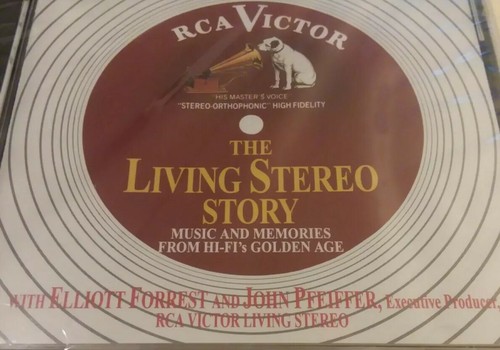 RCA VICTOR
"HIS MASTER'S VOICE"
"STEREO-ORTHOPHONIC" HIGH FIDELITY
THE
LIVING STEREO
STORY
MUSIC AND MEMORIES
FROM HI-FI's GOLDEN AGE
WITH ELLIOTT FORREST AND JOHN PFEIFFER, Executive Producer,
RCA VICTOR LIVING STEREO